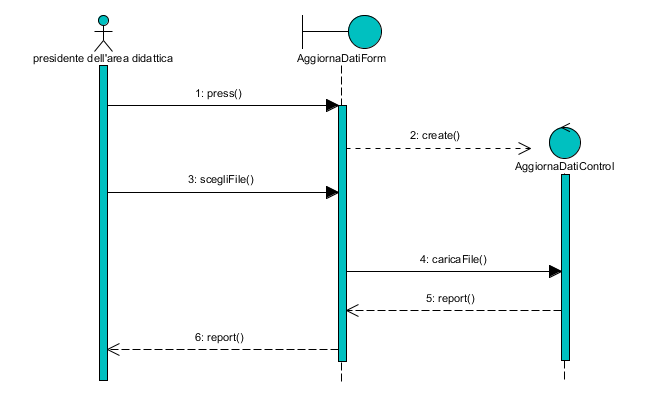 presidente dell'area didattica
AggiornaDatiForm
1: press()
2: create()
AggiornaDatiControl
3: scegliFile()
4: caricaFile()
5: report()
6: report()